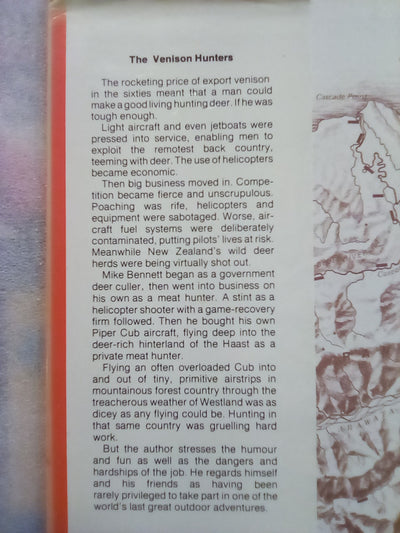 The Venison Hunters
The rocketing price of export venison
in the sixties meant that a man could
make a good living hunting deer. If he was
tough enough.
Light aircraft and even jetboats were
pressed into service, enabling men to
exploit the remotest back country,
teeming with deer. The use of helicopters
became economic.
Then big business moved in. Compe-
tition became fierce and unscrupulous.
Poaching was rife, helicopters and
equipment were sabotaged. Worse, air-
craft fuel systems were deliberately
contaminated, putting pilots' lives at risk.
Meanwhile New Zealand's wild deer
herds were being virtually shot out.
Mike Bennett began as a government
deer culler, then went into business on
his own as a meat hunter. A stint as a
helicopter shooter with a game-recovery
firm followed. Then he bought his own
Piper Cub aircraft, flying deep into the
deer-rich hinterland of the Haast as a
private meat hunter.
Flying an often overloaded Cub into
and out of tiny, primitive airstrips in
mountainous forest country through the
treacherous weather of Westland was as
dicey as any flying could be. Hunting in
that same country was gruelling hard
work.
But the author stresses the humour
and fun as well as the dangers and
hardships of the job. He regards himself
and his friends as having been
rarely privileged to take part in one of the
world's last great outdoor adventures.
Cascade Point